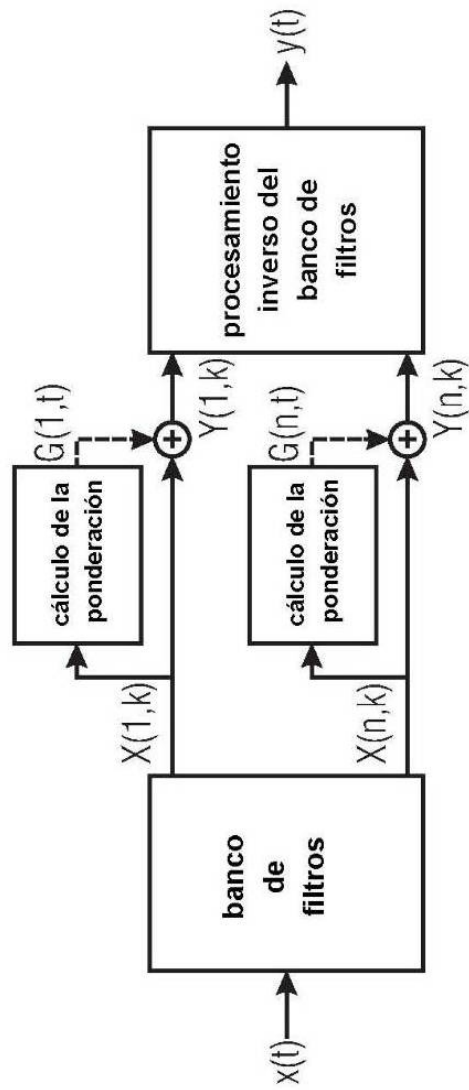 x(t)
banco
de
filtros
X(1,k)
cálculo de la
ponderación
G(1,t)
+
Y(1,k)
X(n,k)
cálculo de la
ponderación
G(n,t)
+
Y(n,k)
procesamiento
inverso del
banco de
filtros
y(t)